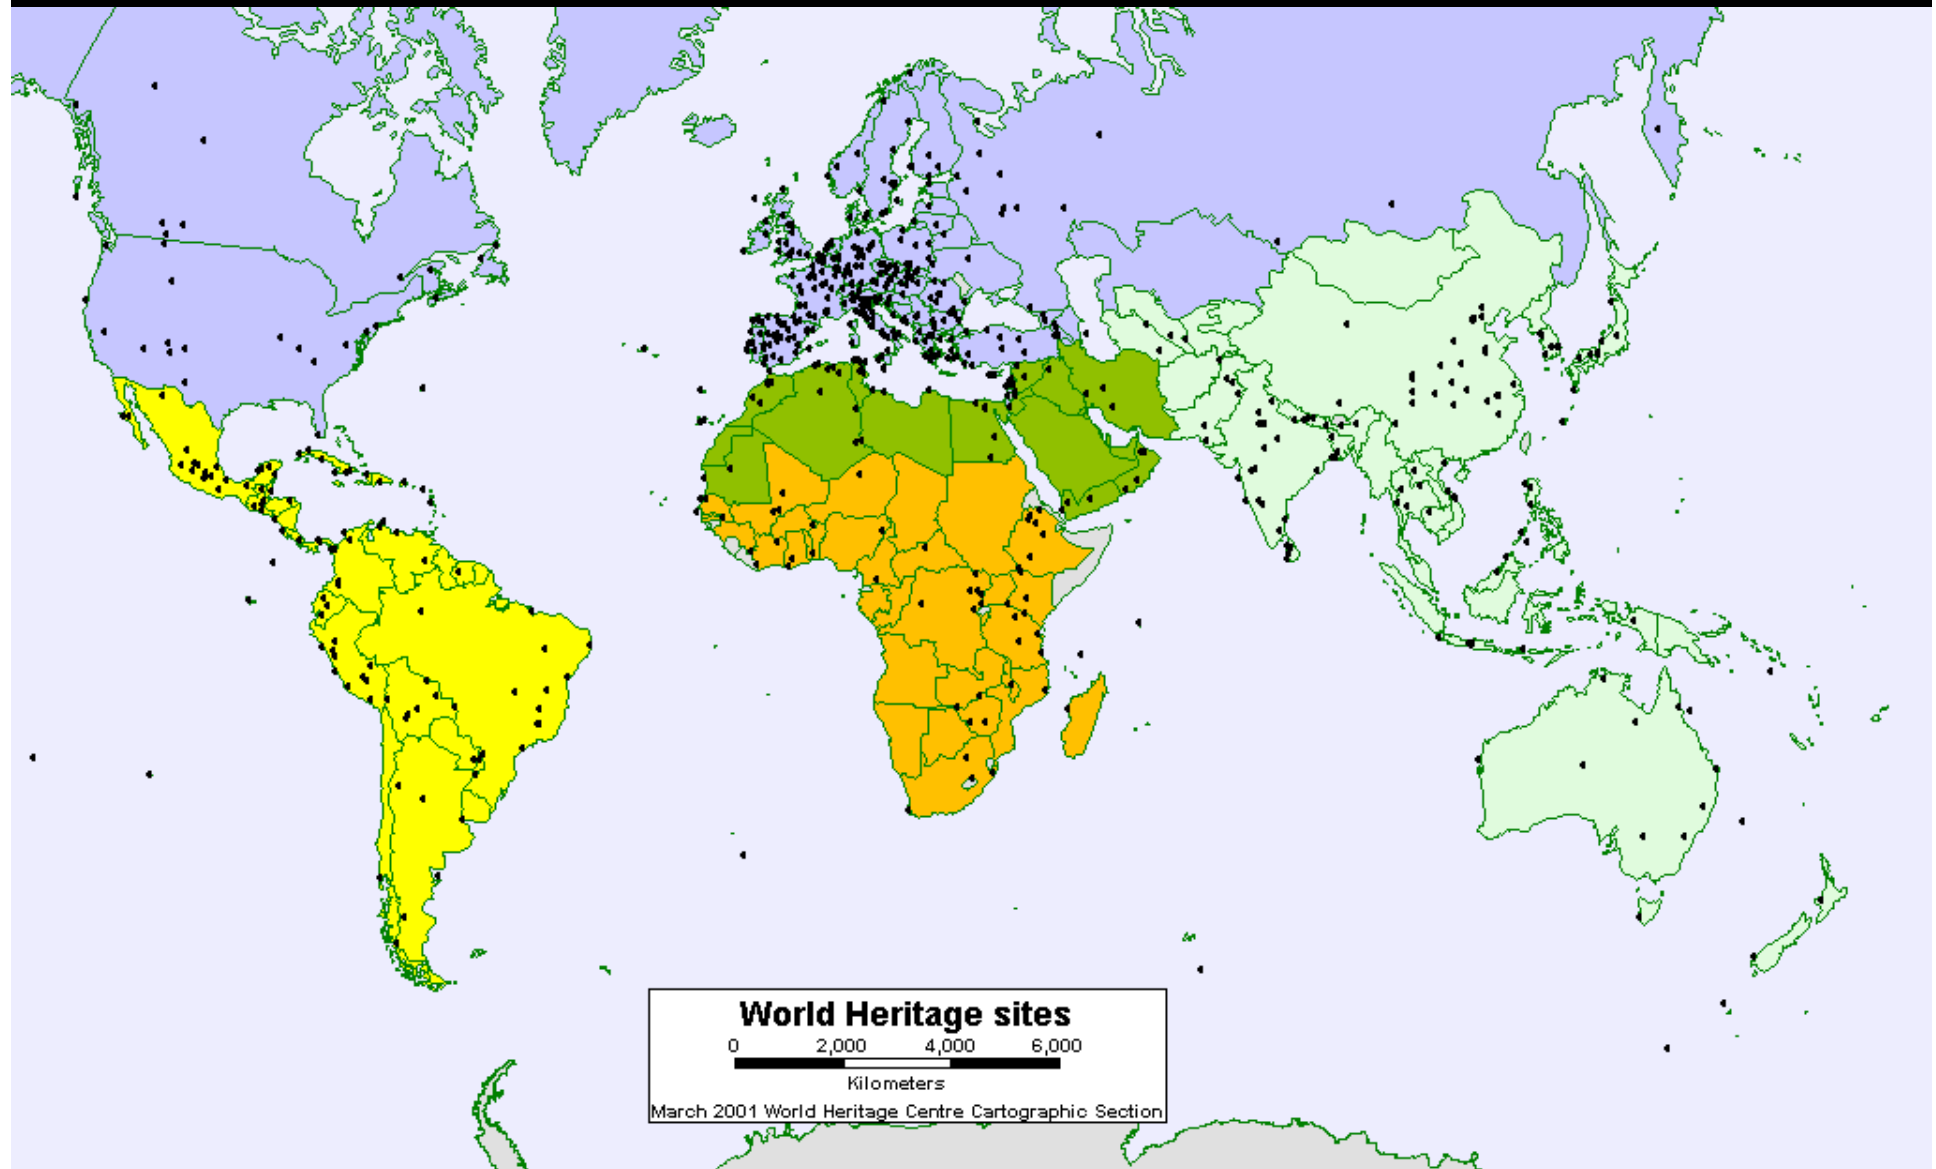 World Heritage sites
0 2,000 4,000 6,000
Kilometers
March 2001 World Heritage Centre Cartographic Section